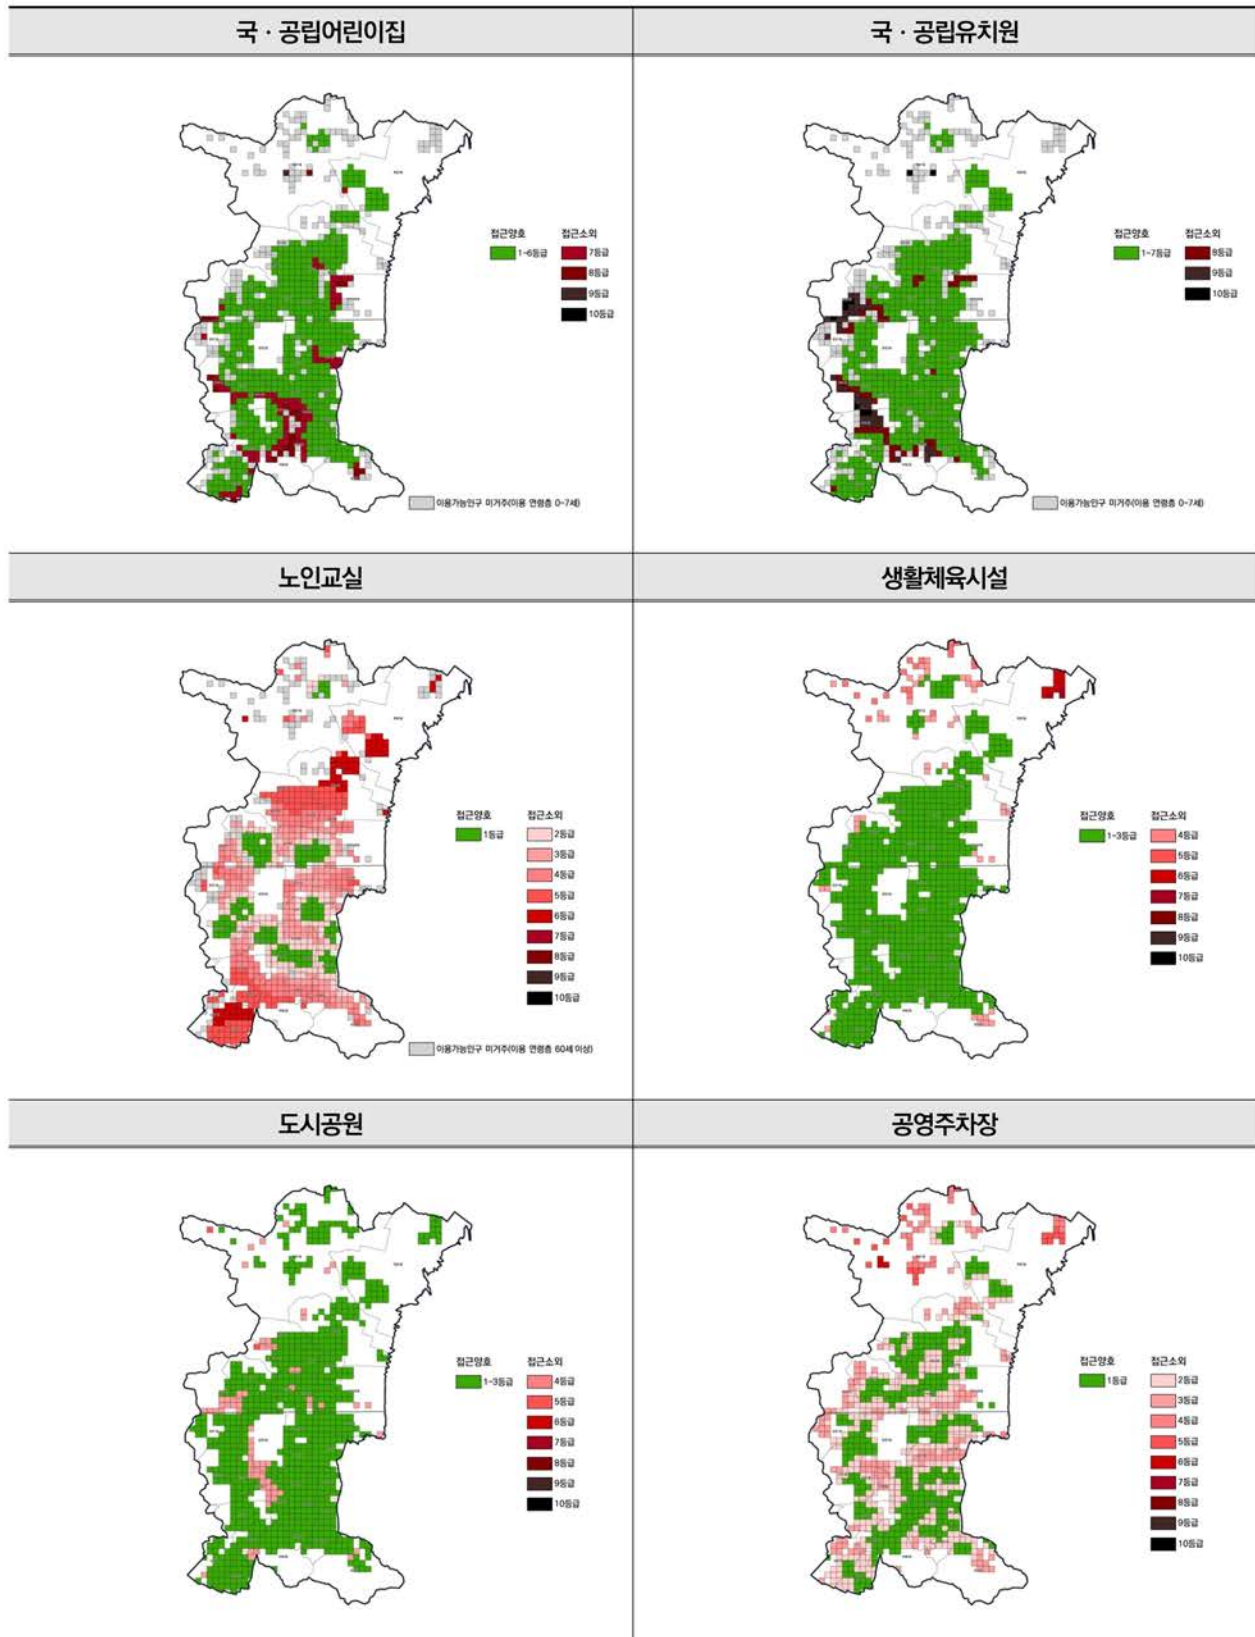 국 · 공립어린이집
국 · 공립유치원
접근양호
접근소외
1~6등급
7등급
8등급
9등급
10등급
이용가능인구 미거주(이용 연령층 0~7세)
접근양호
접근소외
1~7등급
8등급
9등급
10등급
이용가능인구 미거주(이용 연령층 0~7세)
노인교실
생활체육시설
접근양호
접근소외
1등급
2등급
3등급
4등급
5등급
6등급
7등급
8등급
9등급
10등급
이용가능인구 미거주(이용 연령층 60세 이상)
접근양호
접근소외
1~3등급
4등급
5등급
6등급
7등급
8등급
9등급
10등급
도시공원
공영주차장
접근양호
접근소외
1~3등급
4등급
5등급
6등급
7등급
8등급
9등급
10등급
접근양호
접근소외
1등급
2등급
3등급
4등급
5등급
6등급
7등급
8등급
9등급
10등급